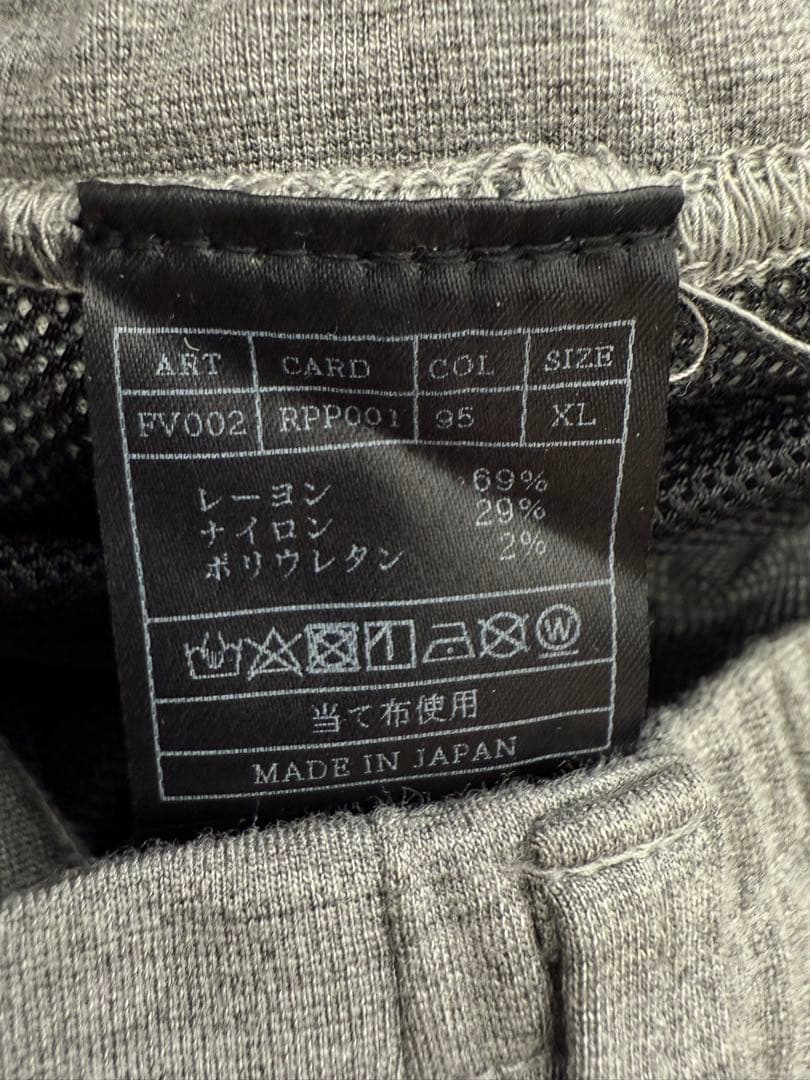 ART CARD COL SIZE
FV002 RPP001 95 XL
レーヨン 69%
ナイロン 29%
ポリウレタン 2%
W
当て布使用
MADE IN JAPAN